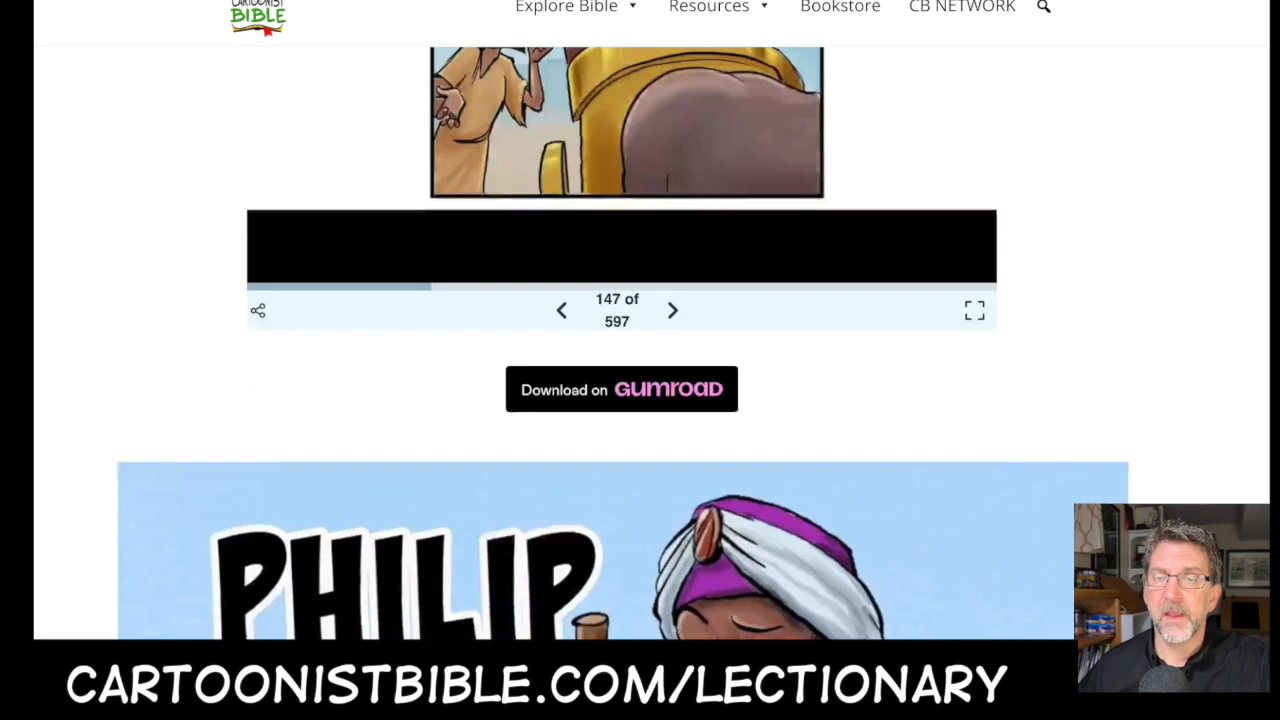 CARTOONIST
BIBLE
Explore Bible
Resources
Bookstore
CB NETWORK
147 of
597
Download on GUMROAD
PHILIP
CARTOONISTBIBLE.COM/LECTIONARY